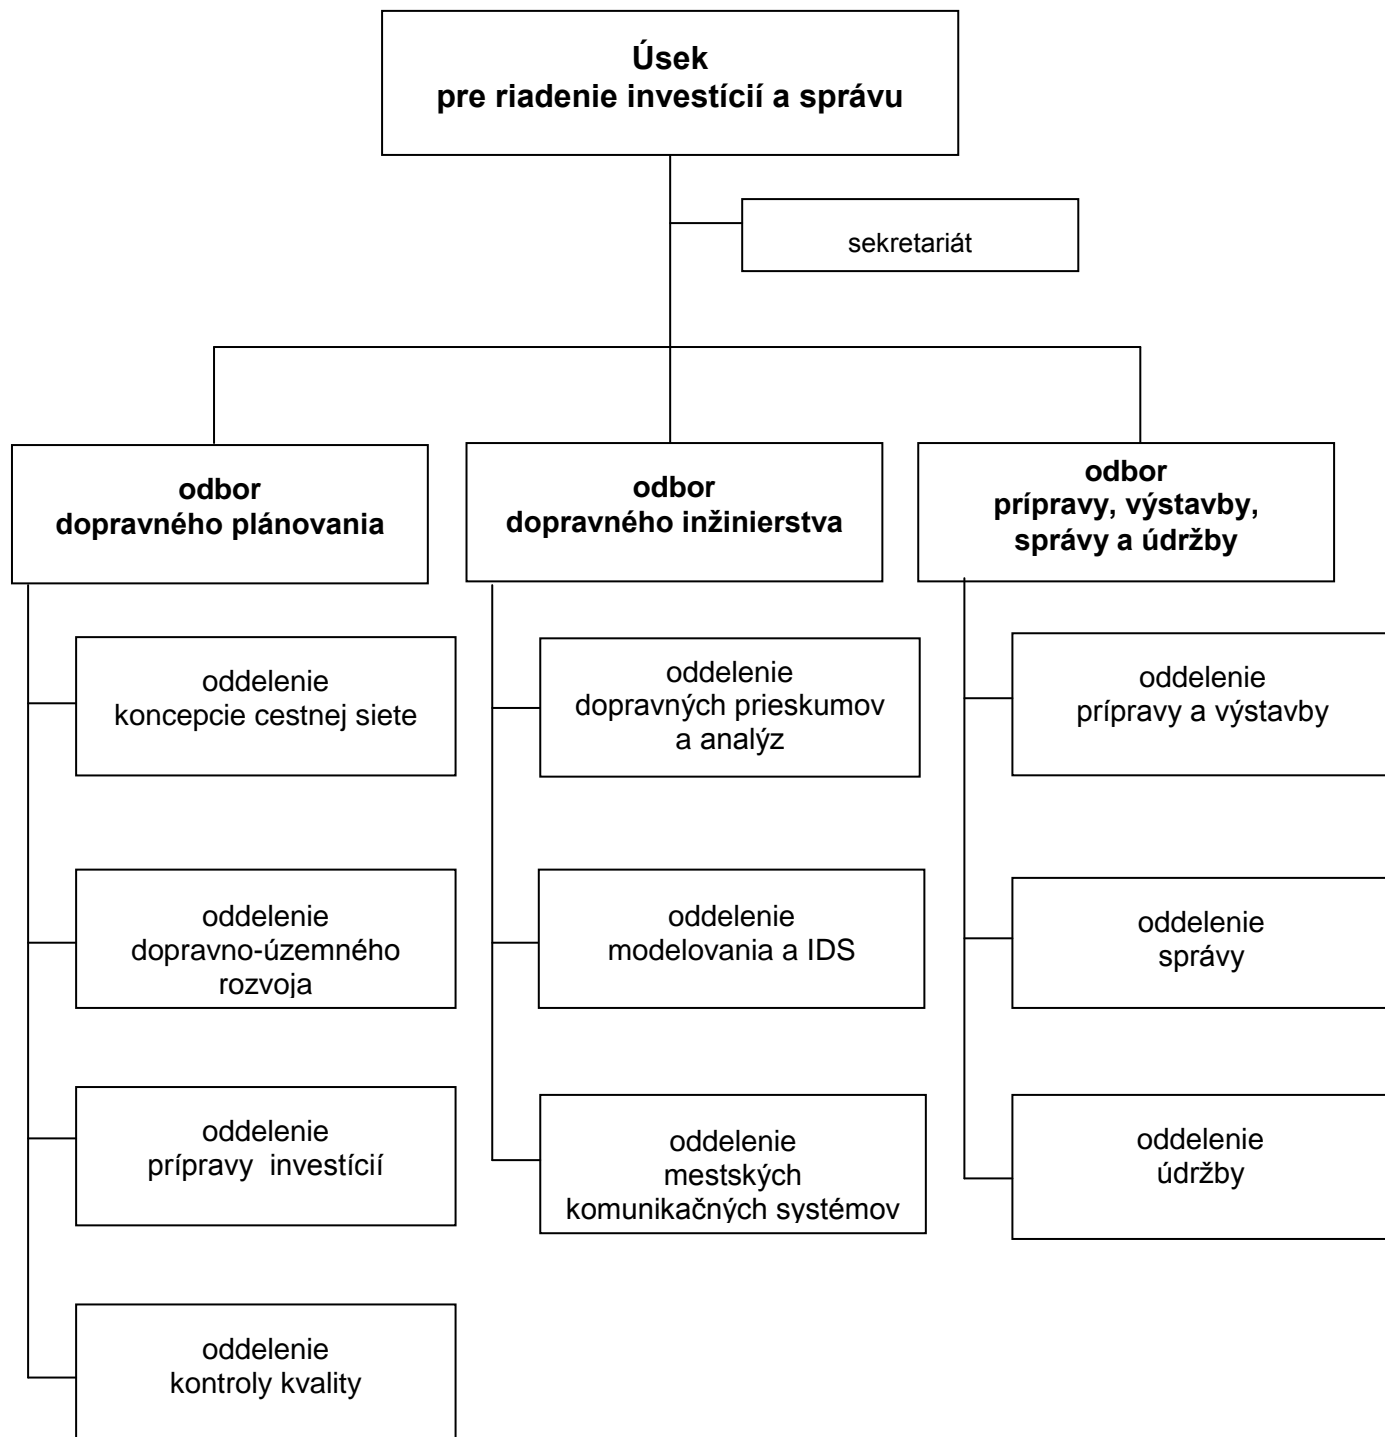 Úsek
pre riadenie investícií a správu
sekretariát
odbor
dopravného plánovania
odbor
dopravného inžinierstva
odbor
prípravy, výstavby,
správy a údržby
oddelenie
koncepcie cestnej siete
oddelenie
dopravno-územného
rozvoja
oddelenie
prípravy investícií
oddelenie
kontroly kvality
oddelenie
dopravných prieskumov
a analýz
oddelenie
modelovania a IDS
oddelenie
mestských
komunikačných systémov
oddelenie
prípravy a výstavby
oddelenie
správy
oddelenie
údržby